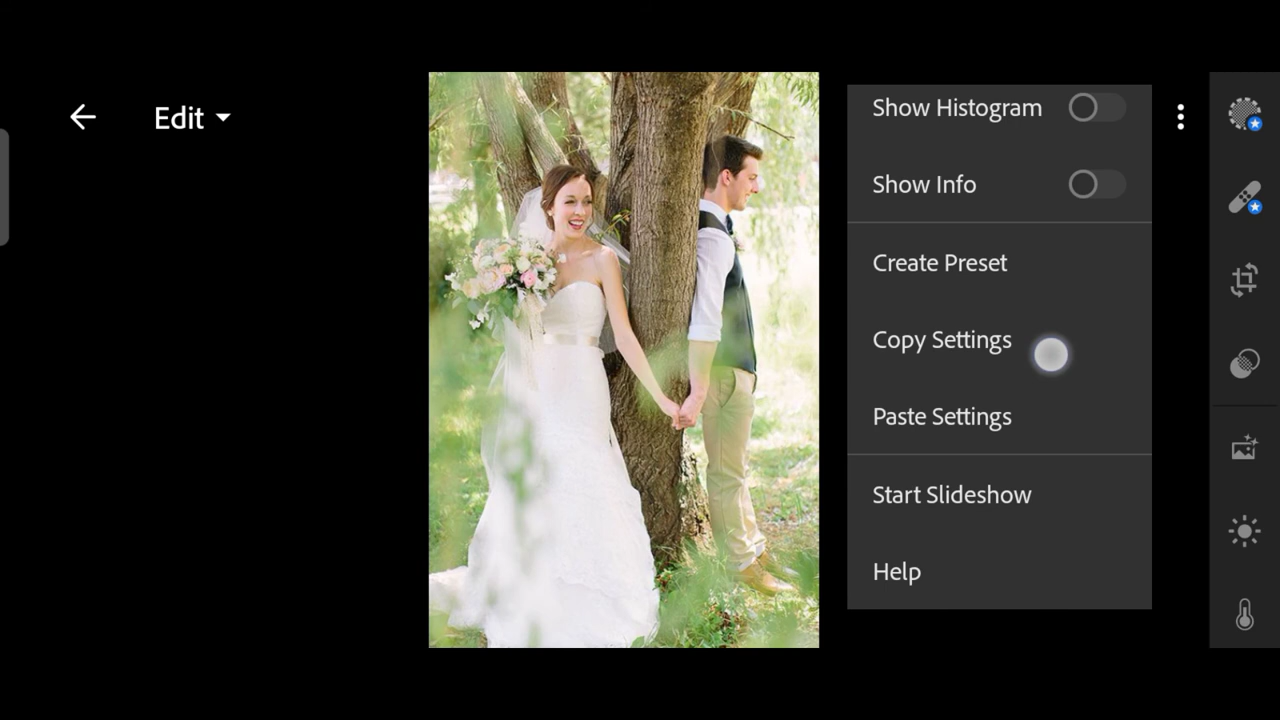 Edit
Show Histogram
Show Info
Create Preset
Copy Settings
Paste Settings
Start Slideshow
Help